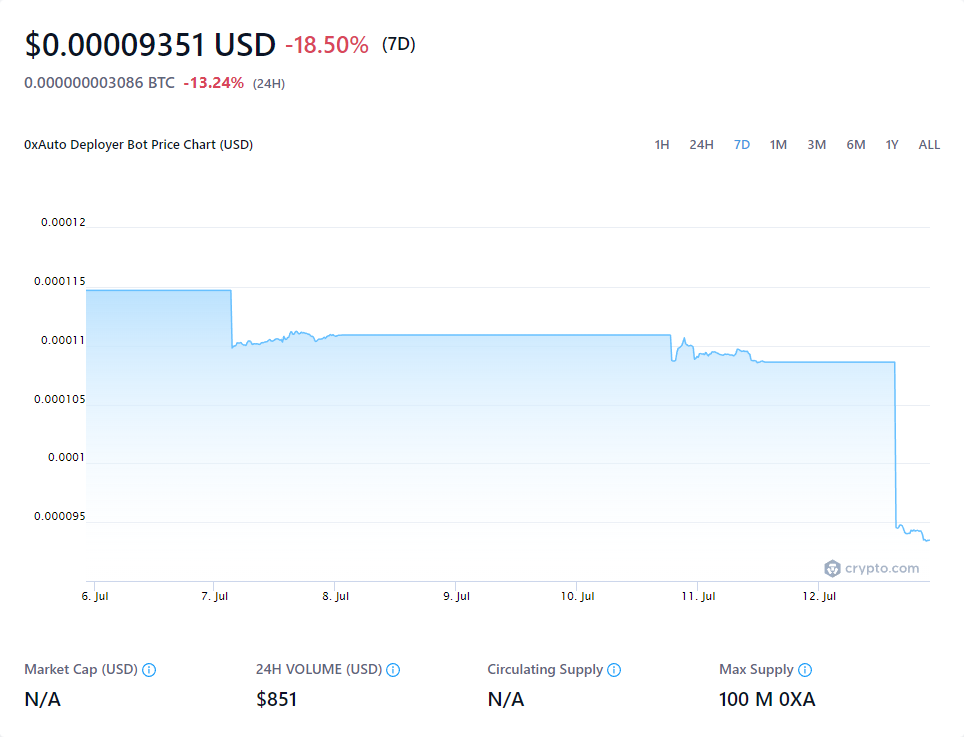 $0.00009351 USD -18.50% (7D)
0.000000003086 BTC -13.24% (24H)
0xAuto Deployer Bot Price Chart (USD) 1H 24H 7D 1M 3M 6M 1Y ALL
0.00012
0.000115
0.00011
0.000105
0.0001
0.000095
crypto.com
6. Jul 7. Jul 8. Jul 9. Jul 10. Jul 11. Jul 12. Jul
Market Cap (USD) 24H VOLUME (USD) Circulating Supply Max Supply
N/A $851 N/A 100 M 0XA